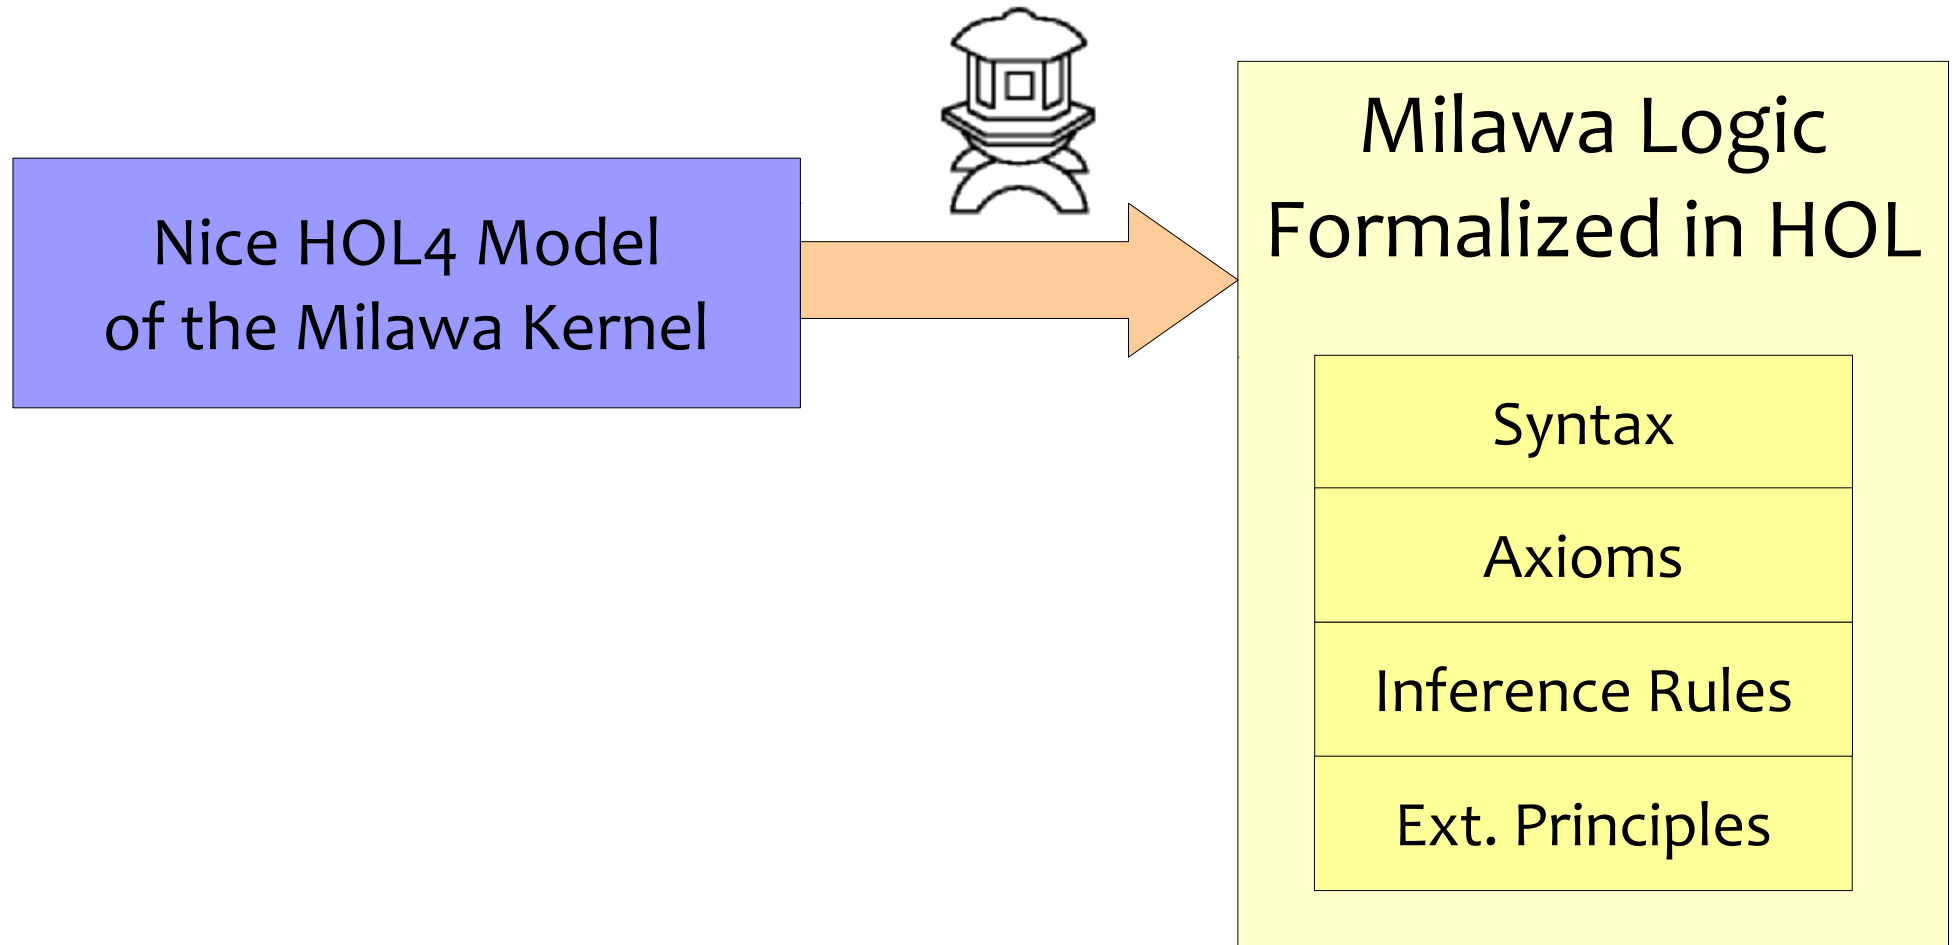 Nice HOL4 Model
of the Milawa Kernel
Milawa Logic
Formalized in HOL
Syntax
Axioms
Inference Rules
Ext. Principles